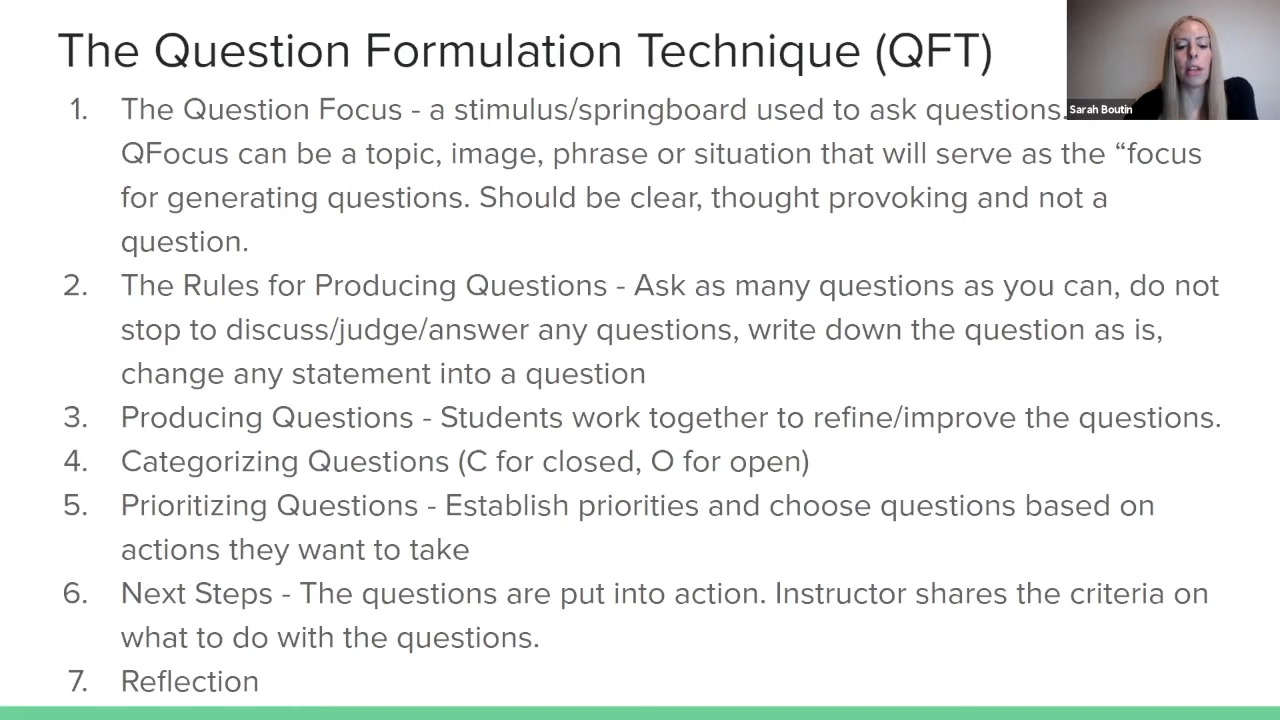 The Question Formulation Technique (QFT)
Sarah Boutin
1. The Question Focus - a stimulus/springboard used to ask questions.
QFocus can be a topic, image, phrase or situation that will serve as the “focus
for generating questions. Should be clear, thought provoking and not a
question.
2. The Rules for Producing Questions - Ask as many questions as you can, do not
stop to discuss/judge/answer any questions, write down the question as is,
change any statement into a question
3. Producing Questions - Students work together to refine/improve the questions.
4. Categorizing Questions (C for closed, O for open)
5. Prioritizing Questions - Establish priorities and choose questions based on
actions they want to take
6. Next Steps - The questions are put into action. Instructor shares the criteria on
what to do with the questions.
7. Reflection